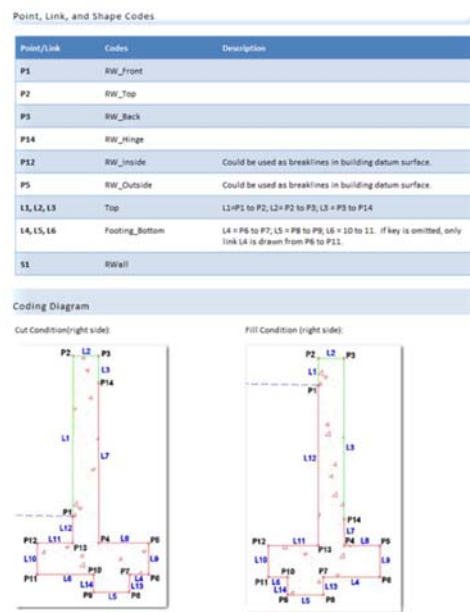 Point, Link, and Shape Codes
Point/Link Codes Description
P1 RW_Front
P2 RW_Top
P3 RW_Back
P14 RW_Hinge
P12 RW_Inside Could be used as breaklines in building datum surface.
P5 RW_Outside Could be used as breaklines in building datum surface.
L1, L2, L3 Top L1=P1 to P2; L2= P2 to P3; L3 = P3 to P14
L4, L5, L6 Footing_Bottom L4 = P6 to P7; L5 = P8 to P9; L6 = 10 to 11. If key is omitted, only
link L4 is drawn from P6 to P11.
S1 RWall
Coding Diagram
Cut Condition(right side): Fill Condition (right side):
P2 L2 P3
L3
P14
L1
L7
P1
L12
P12 L11 P13 P4 L8 P5
L10 L9
P11 L6 P10 P7 L4 P6
L14 L13
P9 L5 P8
P2 L2 P3
L1
P1
L12 L3
P14
L7
P12 L11 P13 P4 L8 P5
L10 L9
P11 P10 P7 L4 P6
L6
L14 L13
P9 L5 P8